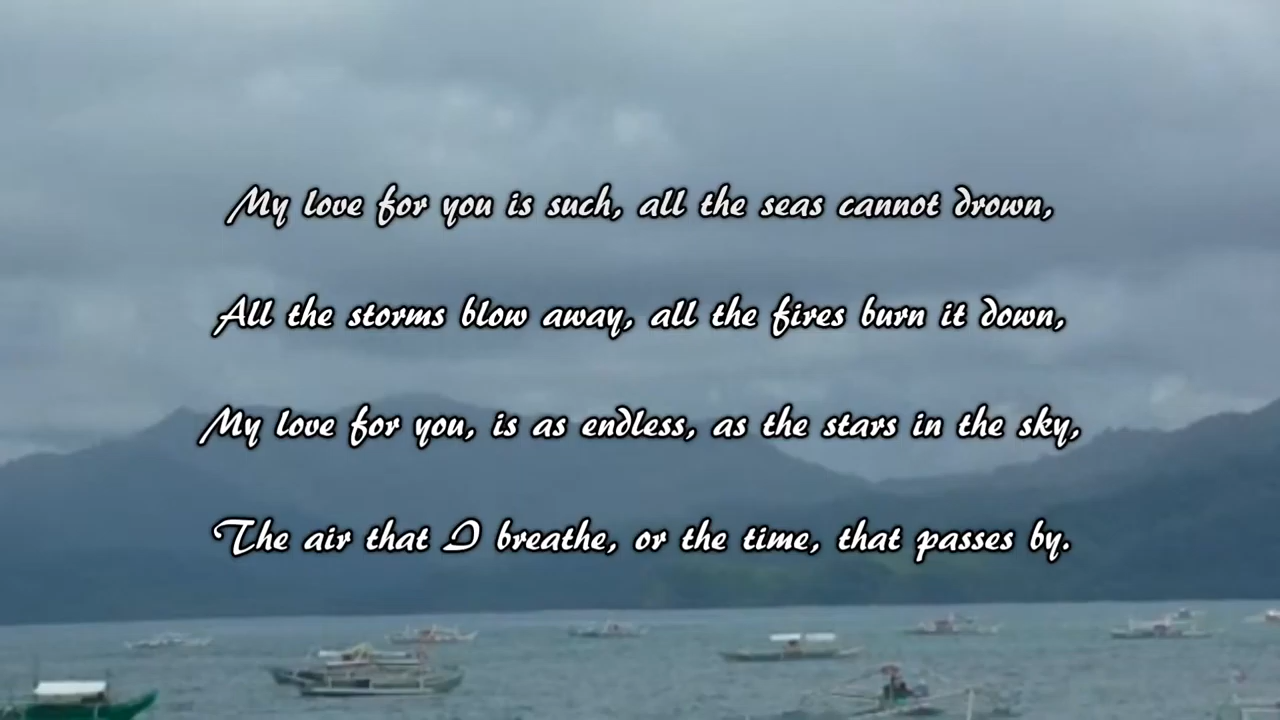 My love for you is such, all the seas cannot drown,
All the storms blow away, all the fires burn it down,
My love for you, is as endless, as the stars in the sky,
The air that I breathe, or the time, that passes by.